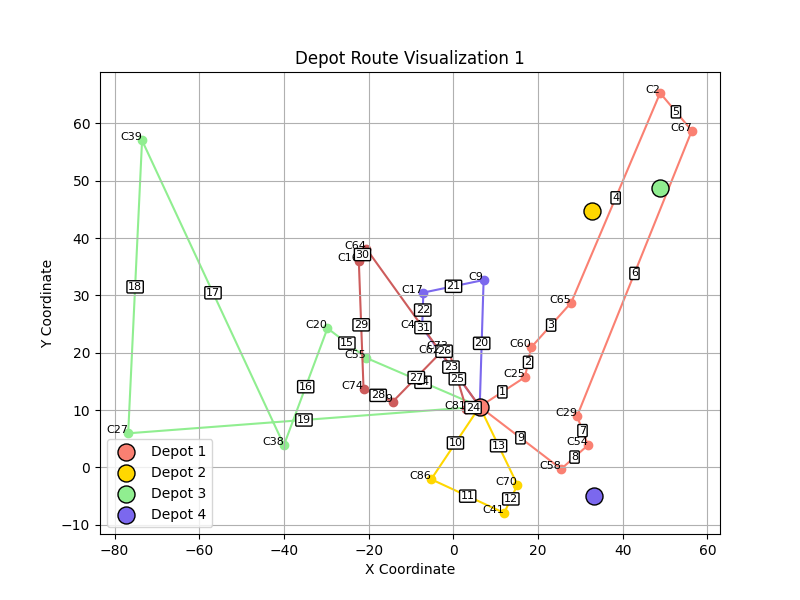 Depot Route Visualization 1
Y Coordinate
60
50
40
30
20
10
0
−10
C2
5
C67
C39
4
C64
30
6
C9
21
18
17
C17
22
C65
31
29
3
C20
15
20
C60
26
C55
2
23
27
25
C25
1
16
C74
28
24
C81
C29
19
7
C27
C38
10
13
9
C54
8
C58
C86
C70
11
12
C41
Depot 1
Depot 2
Depot 3
Depot 4
−80
−60
−40
−20
0
20
40
60
X Coordinate